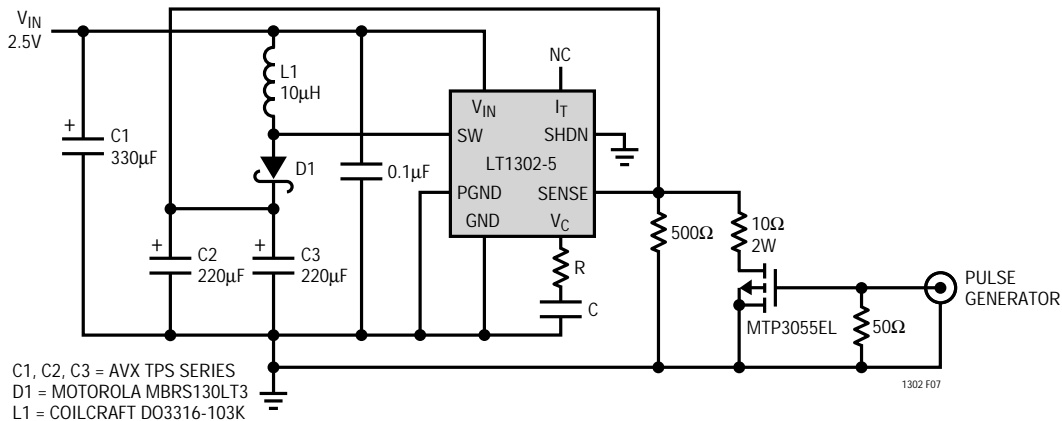 VIN
2.5V
NC
L1
10µH
VIN
IT
SW
SHDN
+
C1
330µF
D1
0.1µF
LT1302-5
PGND
SENSE
GND
VC
500Ω
10Ω
2W
+
C2
220µF
+
C3
220µF
R
C
PULSE
GENERATOR
MTP3055EL
50Ω
C1, C2, C3 = AVX TPS SERIES
D1 = MOTOROLA MBRS130LT3
L1 = COILCRAFT DO3316-103K
1302 F07